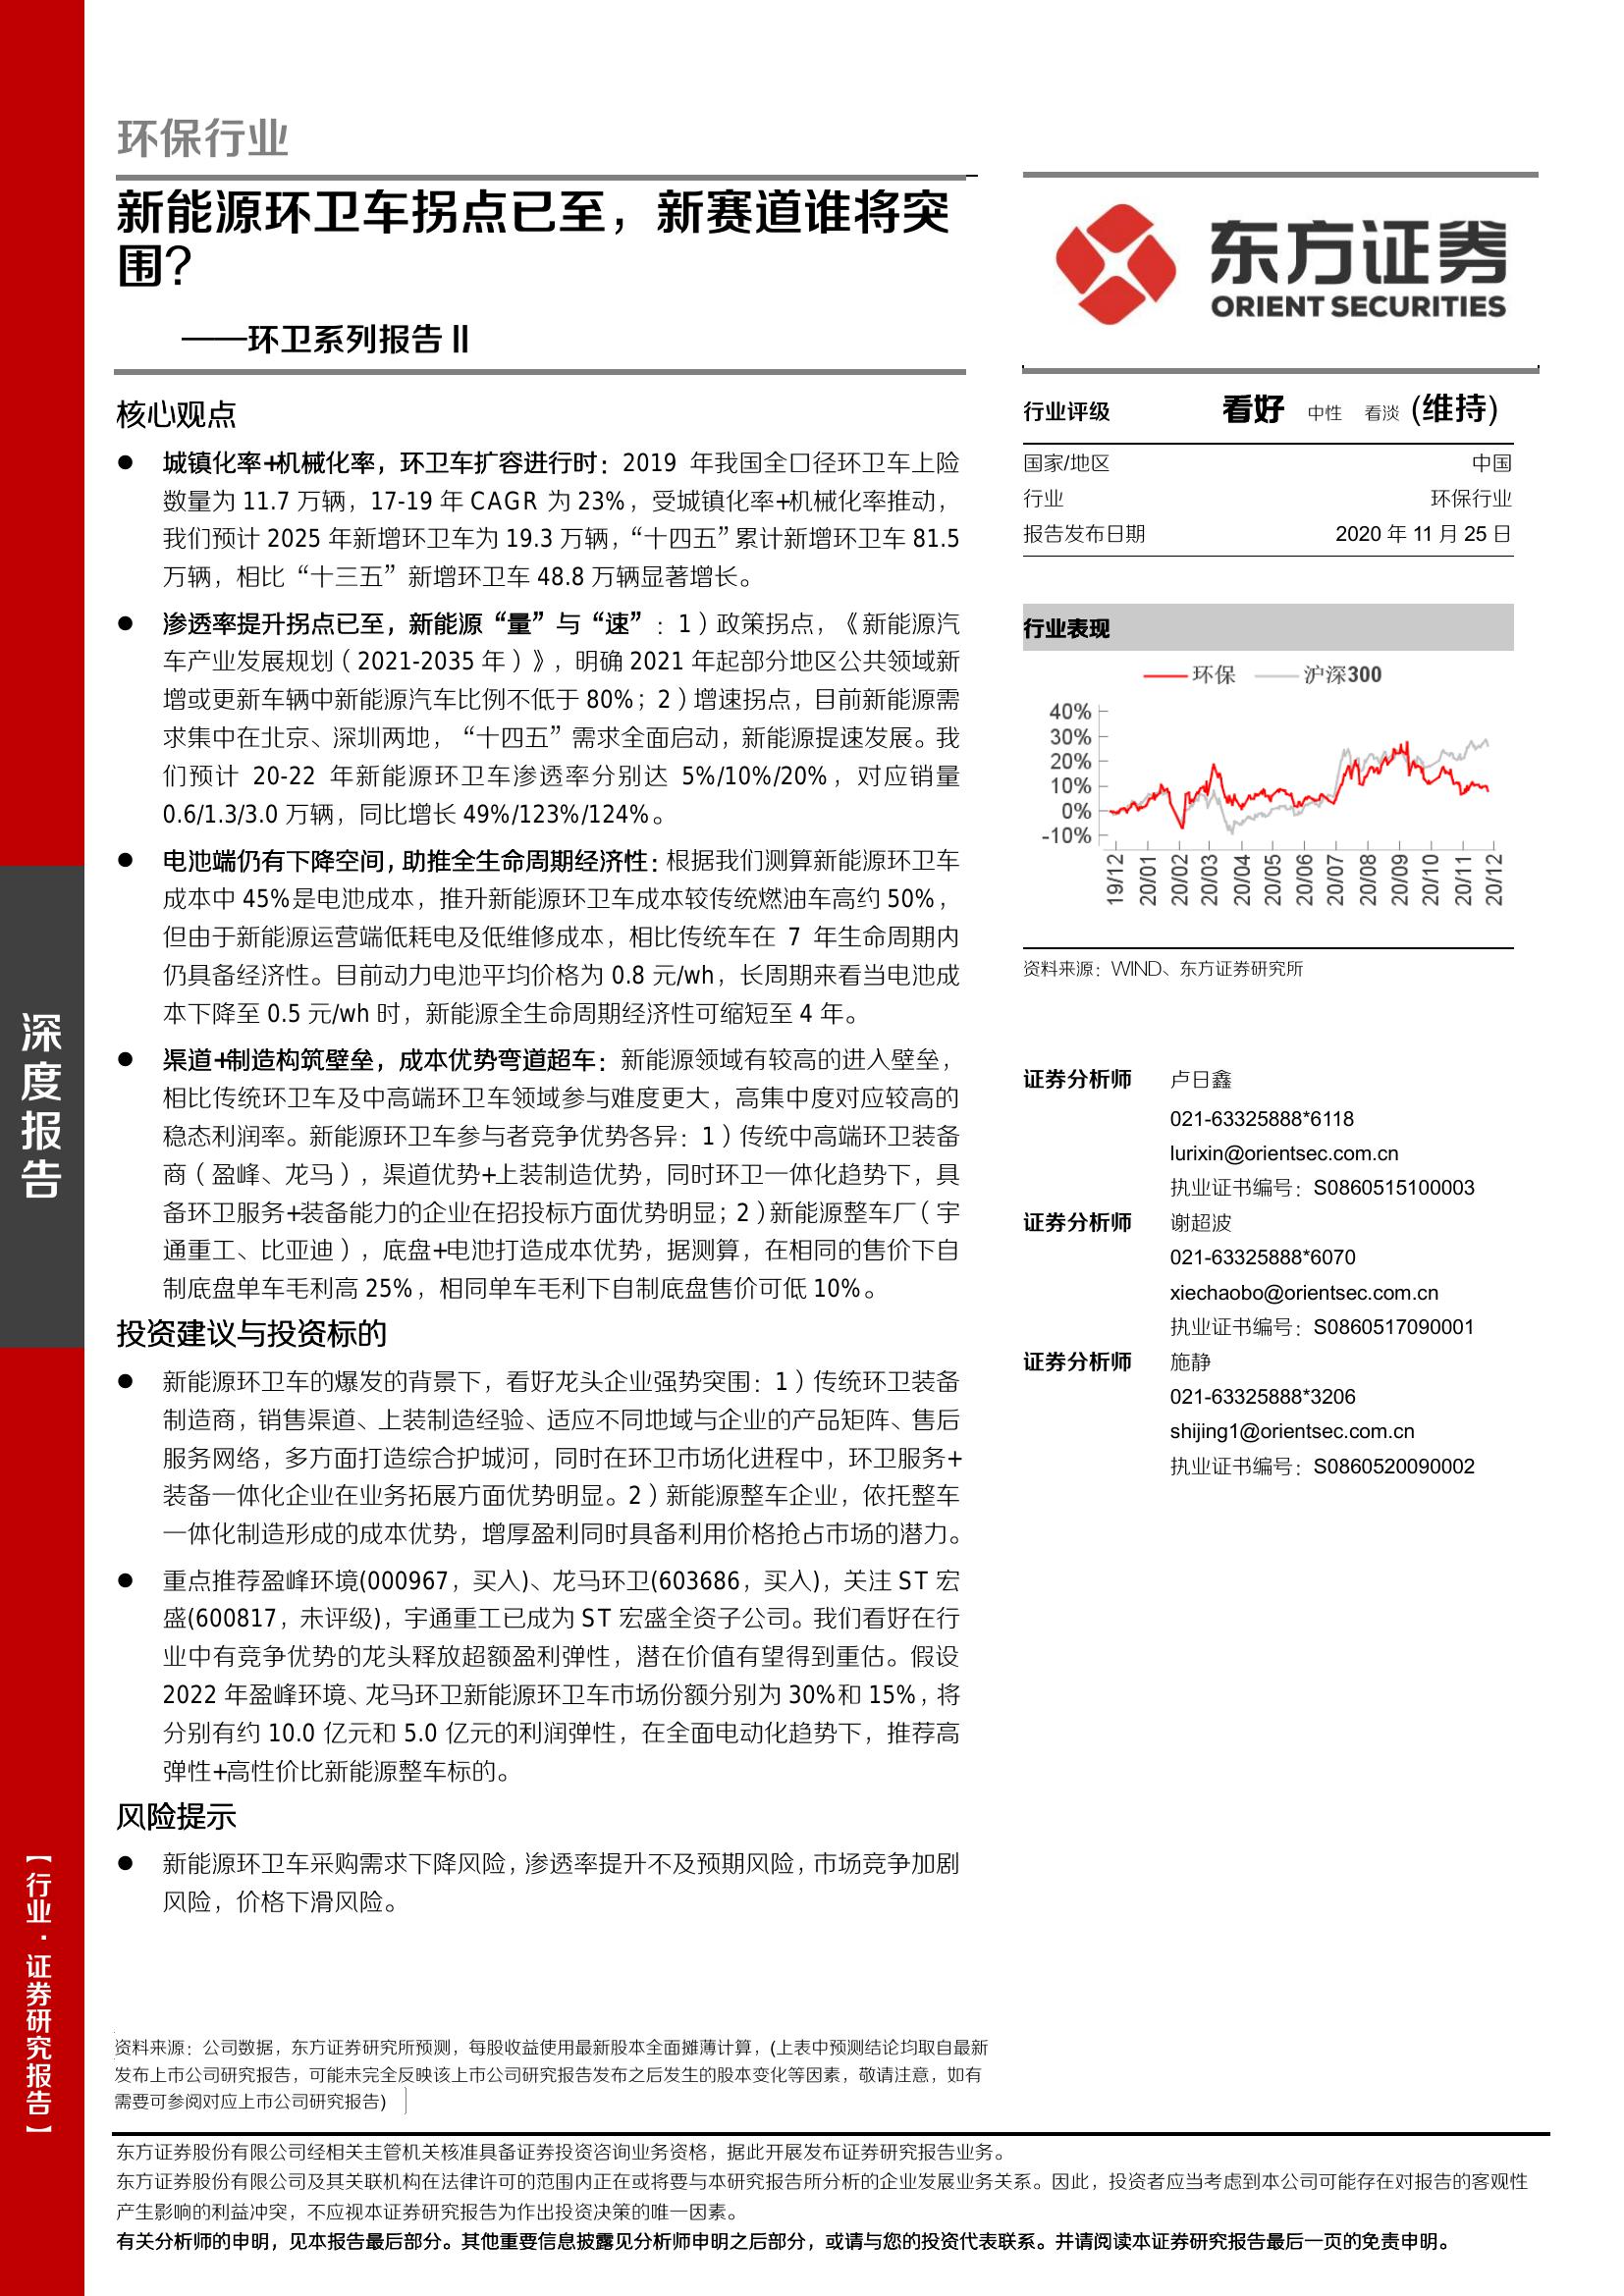 环保行业
新能源环卫车拐点已至，新赛道谁将突
围？
——环卫系列报告 II
核心观点
● 城镇化率+机械化率，环卫车扩容进行时：2019 年我国全口径环卫车上险
数量为 11.7 万辆，17-19 年 CAGR 为 23%，受城镇化率+机械化率推动，
我们预计 2025 年新增环卫车为 19.3 万辆，“十四五”累计新增环卫车 81.5
万辆，相比“十三五”新增环卫车 48.8 万辆显著增长。
● 渗透率提升拐点已至，新能源“量”与“速”：1）政策拐点，《新能源汽
车产业发展规划（2021-2035 年）》，明确 2021 年起部分地区公共领域新
增或更新车辆中新能源汽车比例不低于 80%；2）增速拐点，目前新能源需
求集中在北京、深圳两地，“十四五”需求全面启动，新能源提速发展。我
们预计 20-22 年新能源环卫车渗透率分别达 5%/10%/20%，对应销量
0.6/1.3/3.0 万辆，同比增长 49%/123%/124%。
● 电池端仍有下降空间，助推全生命周期经济性：根据我们测算新能源环卫车
成本中 45%是电池成本，推升新能源环卫车成本较传统燃油车高约 50%，
但由于新能源运营端低耗电及低维修成本，相比传统车在 7 年生命周期内
仍具备经济性。目前动力电池平均价格为 0.8 元/wh，长周期来看当电池成
本下降至 0.5 元/wh 时，新能源全生命周期经济性可缩短至 4 年。
● 渠道+制造构筑壁垒，成本优势弯道超车：新能源领域有较高的进入壁垒，
相比传统环卫车及中高端环卫车领域参与难度更大，高集中度对应较高的
稳态利润率。新能源环卫车参与者竞争优势各异：1）传统中高端环卫装备
商（盈峰、龙马），渠道优势+上装制造优势，同时环卫一体化趋势下，具
备环卫服务+装备能力的企业在招投标方面优势明显；2）新能源整车厂（宇
通重工、比亚迪），底盘+电池打造成本优势，据测算，在相同的售价下自
制底盘单车毛利高 25%，相同单车毛利下自制底盘售价可低 10%。
投资建议与投资标的
● 新能源环卫车的爆发的背景下，看好龙头企业强势突围：1）传统环卫装备
制造商，销售渠道、上装制造经验、适应不同地域与企业的产品矩阵、售后
服务网络，多方面打造综合护城河，同时在环卫市场化进程中，环卫服务+
装备一体化企业在业务拓展方面优势明显。2）新能源整车企业，依托整车
一体化制造形成的成本优势，增厚盈利同时具备利用价格抢占市场的潜力。
● 重点推荐盈峰环境(000967，买入)、龙马环卫(603686，买入)，关注 ST 宏
盛(600817，未评级)，宇通重工已成为 ST 宏盛全资子公司。我们看好在行
业中有竞争优势的龙头释放超额盈利弹性，潜在价值有望得到重估。假设
2022 年盈峰环境、龙马环卫新能源环卫车市场份额分别为 30%和 15%，将
分别有约 10.0 亿元和 5.0 亿元的利润弹性，在全面电动化趋势下，推荐高
弹性+高性价比新能源整车标的。
风险提示
● 新能源环卫车采购需求下降风险，渗透率提升不及预期风险，市场竞争加剧
风险，价格下滑风险。
东方证券
ORIENT SECURITIES
行业评级 看好 中性 看淡 (维持)
国家/地区 中国
行业 环保行业
报告发布日期 2020 年 11 月 25 日
行业表现
环保 沪深300
40%
30%
20%
10%
0%
-10%
19/12 20/01 20/02 20/03 20/04 20/05 20/06 20/07 20/08 20/09 20/10 20/11 20/12
资料来源：WIND、东方证券研究所
证券分析师 卢日鑫
021-63325888*6118
lurixin@orientsec.com.cn
执业证书编号：S0860515100003
证券分析师 谢超波
021-63325888*6070
xiechaobo@orientsec.com.cn
执业证书编号：S0860517090001
证券分析师 施静
021-63325888*3206
shijing1@orientsec.com.cn
执业证书编号：S0860520090002
深度报告
【行业·证券研究报告】
资料来源：公司数据，东方证券研究所预测，每股收益使用最新股本全面摊薄计算，(上表中预测结论均取自最新
发布上市公司研究报告，可能未完全反映该上市公司研究报告发布之后发生的股本变化等因素，敬请注意，如有
需要可参阅对应上市公司研究报告)
东方证券股份有限公司经相关主管机关核准具备证券投资咨询业务资格，据此开展发布证券研究报告业务。
东方证券股份有限公司及其关联机构在法律许可的范围内正在或将要与本研究报告所分析的企业发展业务关系。因此，投资者应当考虑到本公司可能存在对报告的客观性
产生影响的利益冲突，不应视本证券研究报告为作出投资决策的唯一因素。
有关分析师的申明，见本报告最后部分。其他重要信息披露见分析师申明之后部分，或请与您的投资代表联系。并请阅读本证券研究报告最后一页的免责申明。